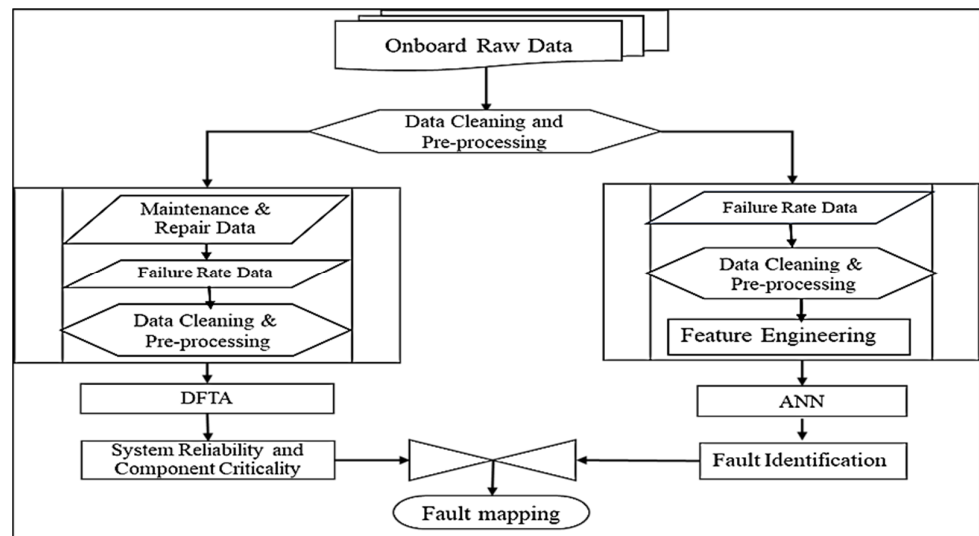 Onboard Raw Data
Data Cleaning and
Pre-processing
Maintenance &
Repair Data
Failure Rate Data
Data Cleaning &
Pre-processing
DFTA
System Reliability and
Component Criticality
Failure Rate Data
Data Cleaning &
Pre-processing
Feature Engineering
ANN
Fault Identification
Fault mapping